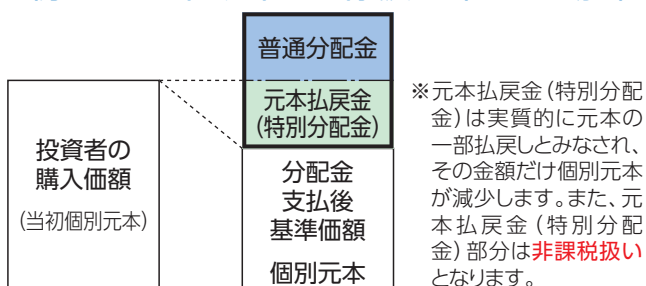 普通分配金
元本払戻金
(特別分配金)
投資者の
購入価額
(当初個別元本)
分配金
支払後
基準価額
個別元本
※元本払戻金(特別分配
金)は実質的に元本の
一部払戻しとみなされ、
その金額だけ個別元本
が減少します。また、元
本払戻金(特別分配
金)部分は非課税扱い
となります。